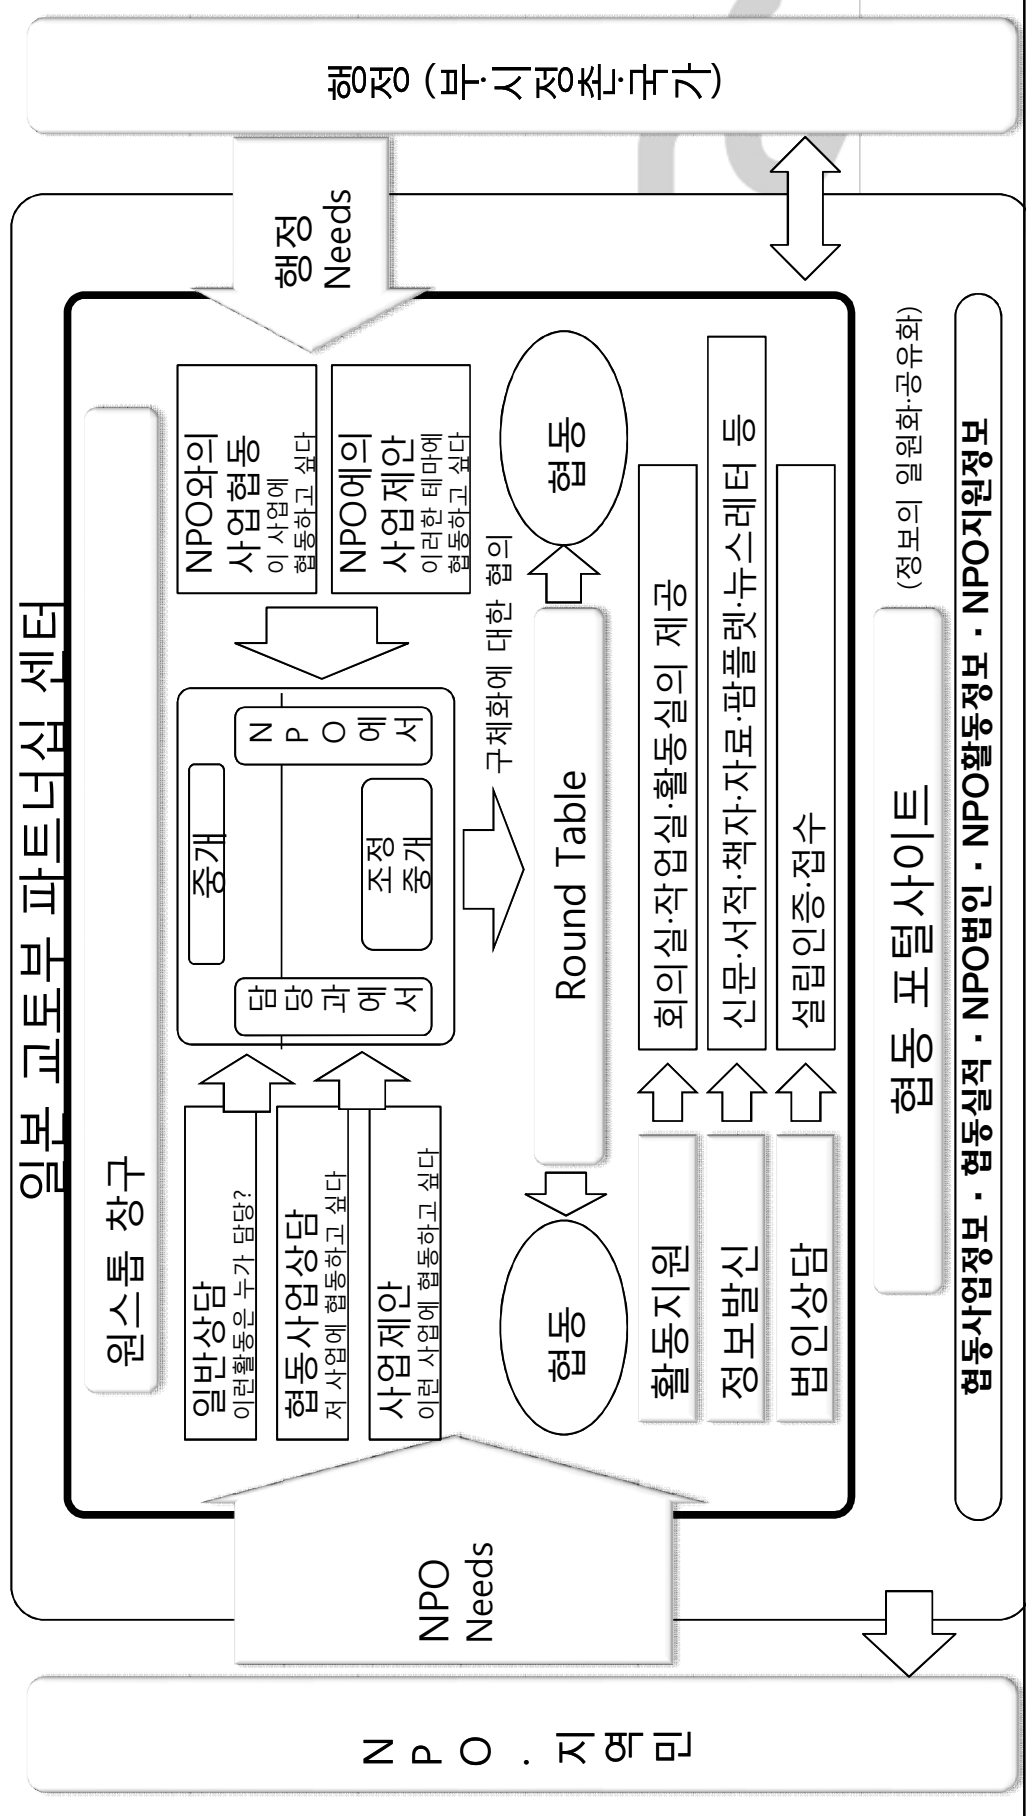 일본 교토부 파트너십 센터
NPO.지역민
NPO
Needs
행정
Needs
행정 (부·시정촌·국가)
원스톱 창구
일반상담
이런활동은 누가 담당?
협동사업상담
저 사업에 협동하고 싶다
사업제안
이런 사업에 협동하고 싶다
중개
담당과에서
조정
중개
NPO에서
NPO와의
사업협동
이 사업에
협동하고 싶다
NPO에의
사업제안
이러한 테마에
협동하고 싶다
구체화에 대한 협의
협동
Round Table
협동
활동지원
회의실·작업실·활동실의 제공
정보발신
신문·서적·책자·자료·팜플렛·뉴스레터 등
법인상담
설립인증·접수
협동 포털사이트
(정보의 일원화·공유화)
협동사업정보 · 협동실적 · NPO법인 · NPO활동정보 · NPO지원정보